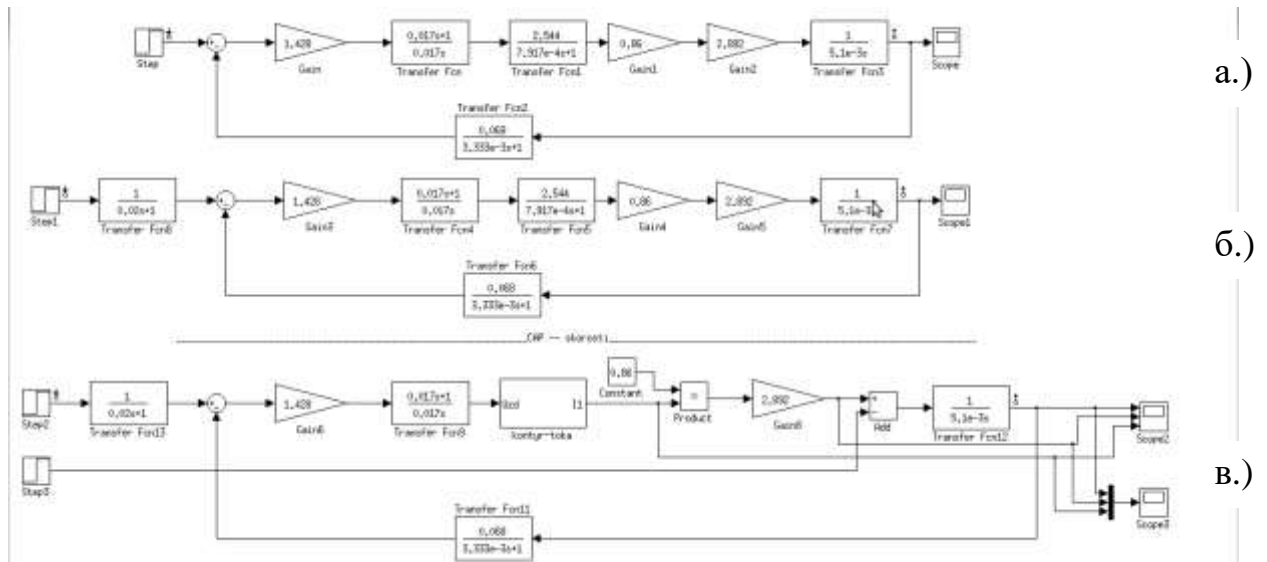 1,428
0,017s+1
0,017s
2,544
7,917e-4s+1
0,86
2,892
1
5,1e-3s
Step
Gain
Transfer Fcn
Transfer Fcn1
Gain1
Gain2
Transfer Fcn3
Scope
а.)
Transfer Fcn2
0,068
3,333e-3s+1
1
0,02s+1
1,428
0,017s+1
0,017s
2,544
7,917e-4s+1
0,86
2,892
1
Step1
Transfer Fcn8
Gain3
Transfer Fcn4
Transfer Fcn5
Gain4
Gain5
Transfer Fcn7
Scope1
б.)
Transfer Fcn6
0,068
3,333e-3s+1
skorosti
1
0,02s+1
1,428
0,017s+1
0,017s
I1
0,86
Constant
Product
2,892
Add
1
5,1e-3s
Step2
Transfer Fcn13
Gain6
Transfer Fcn9
kontyr-toka
Transfer Fcn12
Scope2
Step3
в.)
Transfer Fcn11
0,068
3,333e-3s+1
Scope3